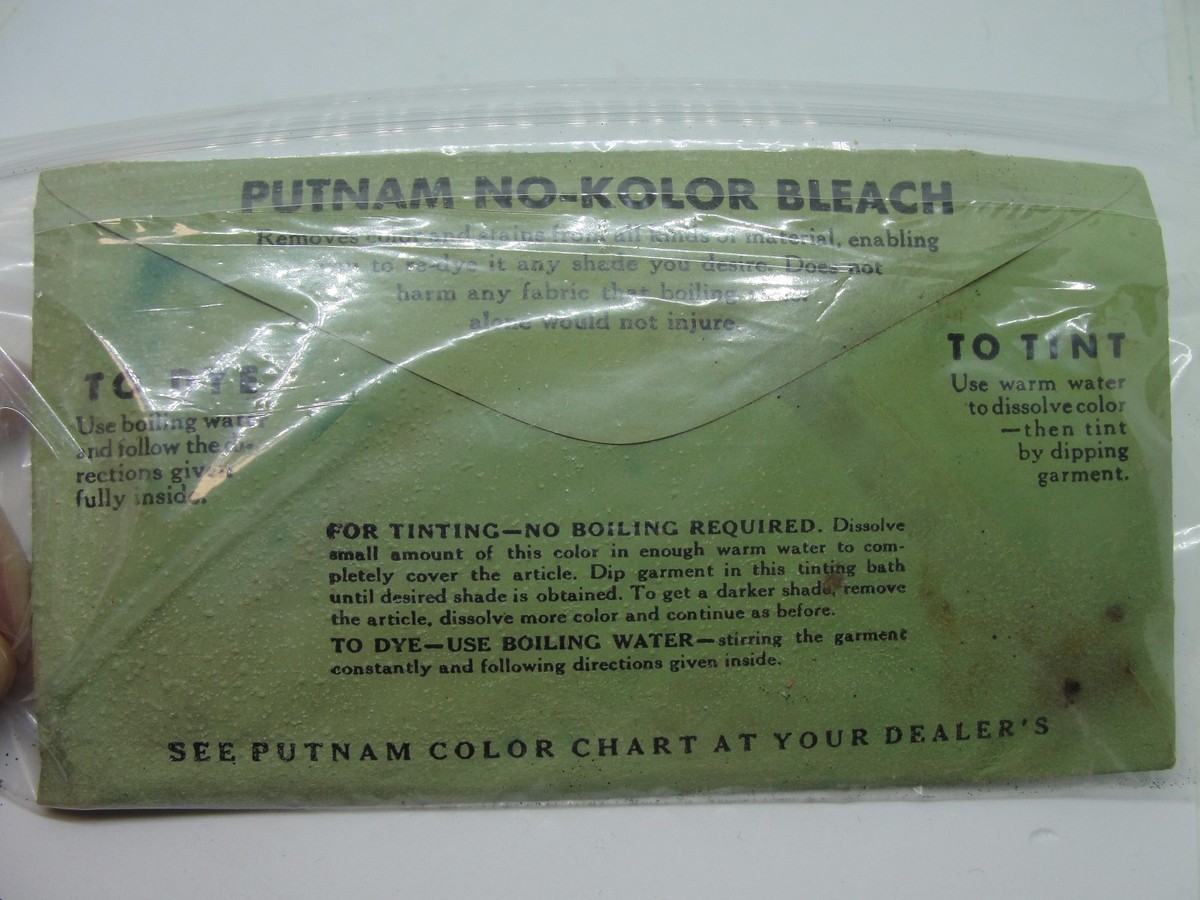 PUTNAM NO-KOLOR BLEACH
Removes color and stains from all kinds of material, enabling
you to re-dye it any shade you desire. Does not
harm any fabric that boiling
alone would not injure.
TO DYE
Use boiling water
and follow the di-
rections given
fully inside.
TO TINT
Use warm water
to dissolve color
—then tint
by dipping
garment.
FOR TINTING—NO BOILING REQUIRED. Dissolve
small amount of this color in enough warm water to com-
pletely cover the article. Dip garment in this tinting bath
until desired shade is obtained. To get a darker shade, remove
the article, dissolve more color and continue as before.
TO DYE—USE BOILING WATER—stirring the garment
constantly and following directions given inside.
SEE PUTNAM COLOR CHART AT YOUR DEALER'S